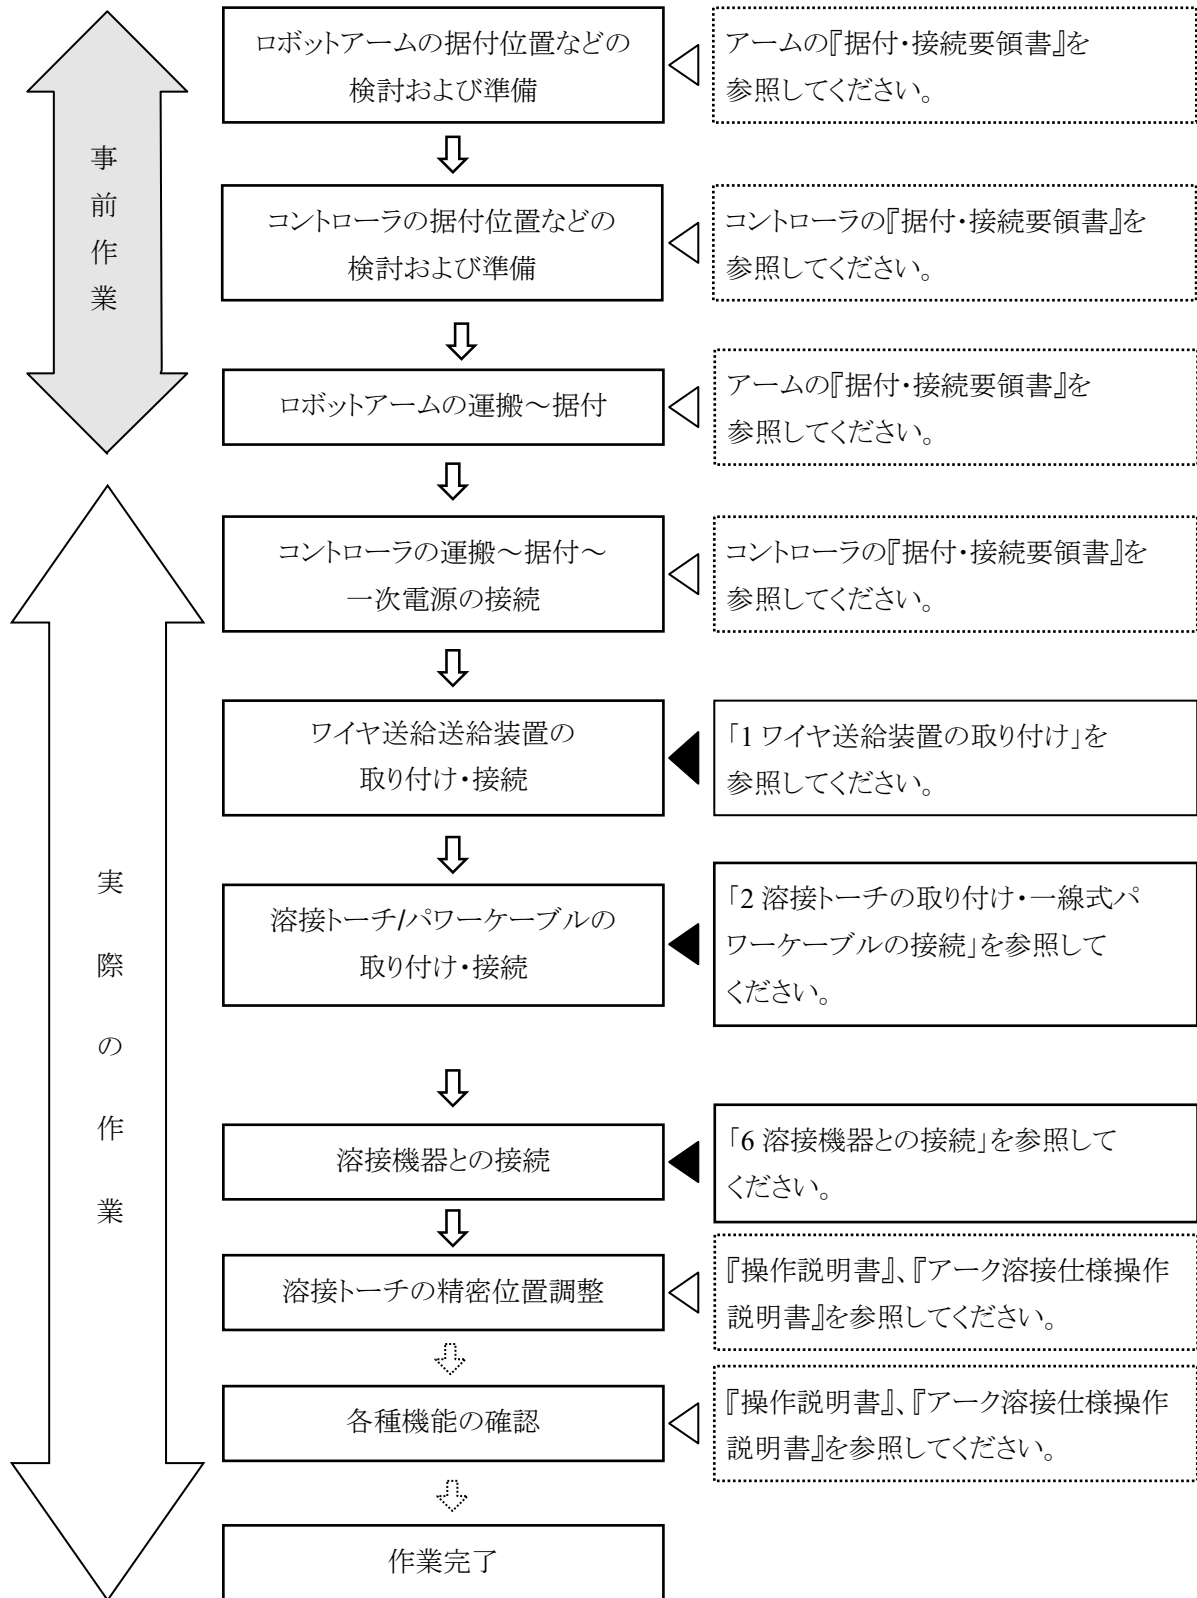 ロボットアームの据付位置などの
検討および準備
アームの『据付・接続要領書』を
参照してください。
事前作業
コントローラの据付位置などの
検討および準備
コントローラの『据付・接続要領書』を
参照してください。
ロボットアームの運搬～据付
アームの『据付・接続要領書』を
参照してください。
コントローラの運搬～据付～
一次電源の接続
コントローラの『据付・接続要領書』を
参照してください。
ワイヤ送給送給装置の
取り付け・接続
「1 ワイヤ送給装置の取り付け」を
参照してください。
実際の作業
溶接トーチ/パワーケーブルの
取り付け・接続
「2 溶接トーチの取り付け・一線式パ
ワーケーブルの接続」を参照して
ください。
溶接機器との接続
「6 溶接機器との接続」を参照して
ください。
溶接トーチの精密位置調整
『操作説明書』、『アーク溶接仕様操作
説明書』を参照してください。
各種機能の確認
『操作説明書』、『アーク溶接仕様操作
説明書』を参照してください。
作業完了